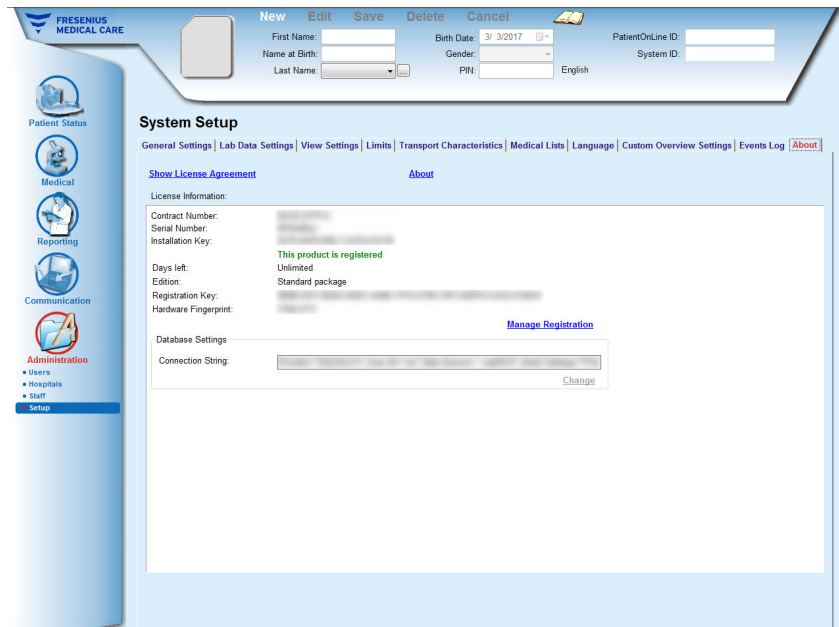 FRESENIUS
MEDICAL CARE
New Edit Save Delete Cancel
First Name: Birth Date: 3/ 3/2017 PatientOnLine ID:
Name at Birth: Gender: System ID:
Last Name: ... PIN: English
Patient Status
Medical
Reporting
Communication
Administration
Users
Hospitals
Staff
Setup
System Setup
General Settings Lab Data Settings View Settings Limits Transport Characteristics Medical Lists Language Custom Overview Settings Events Log About
Show License Agreement About
License Information:
Contract Number:
Serial Number:
Installation Key:
This product is registered
Days left: Unlimited
Edition: Standard package
Registration Key:
Hardware Fingerprint:
Manage Registration
Database Settings
Connection String:
Change